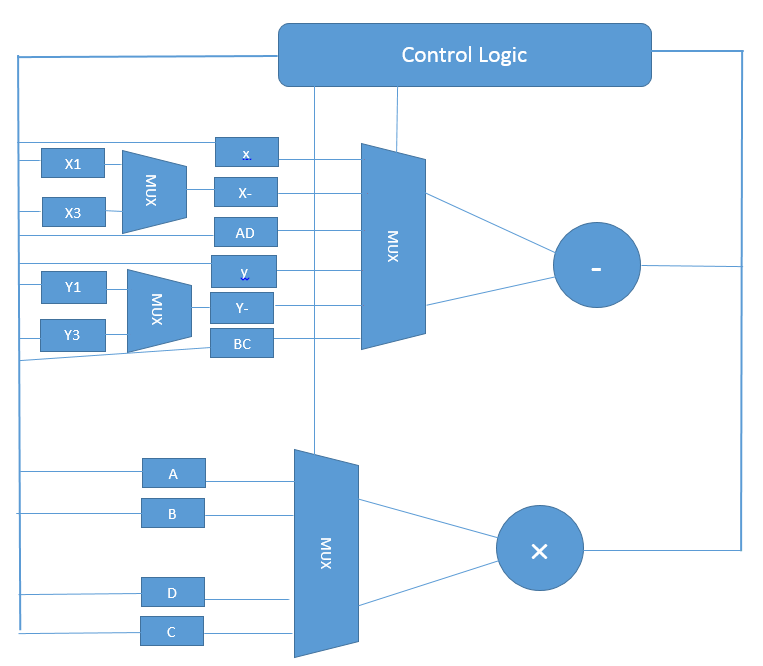 Control Logic
x
X1
MUX
X-
X3
AD
MUX
y
Y1
MUX
Y-
Y3
BC
-
A
B
MUX
×
D
C